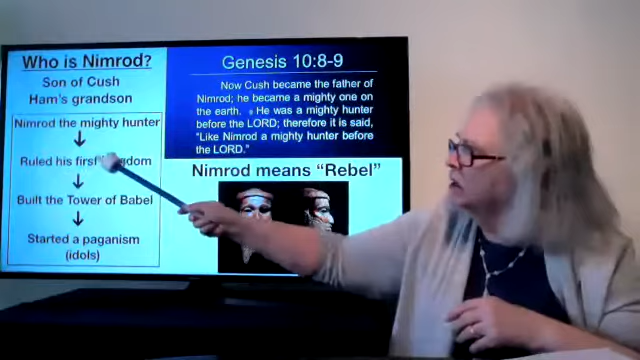 Who is Nimrod?
Son of Cush
Ham's grandson
Nimrod the mighty hunter
Ruled his first
Built the Tower of Babel
Started a paganism
(idols)
Genesis 10:8-9
Now Cush became the father of
Nimrod; he became a mighty one on
the earth. 9 He was a mighty hunter
before the LORD; therefore it is said,
"Like Nimrod a mighty hunter before
the LORD."
Nimrod means "Rebel"